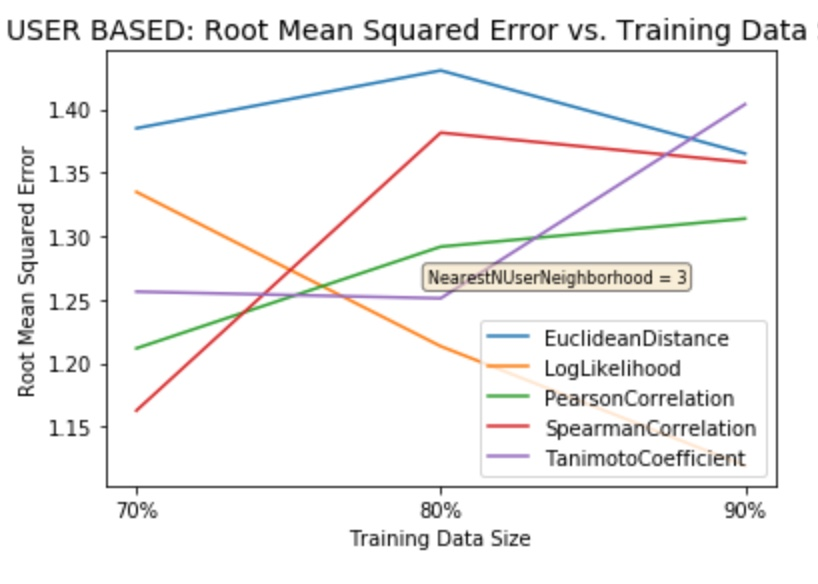 USER BASED: Root Mean Squared Error vs. Training Data
Root Mean Squared Error
1.40
1.35
1.30
1.25
1.20
1.15
NearestNUserNeighborhood = 3
EuclideanDistance
LogLikelihood
PearsonCorrelation
SpearmanCorrelation
TanimotoCoefficient
70% 80% 90%
Training Data Size